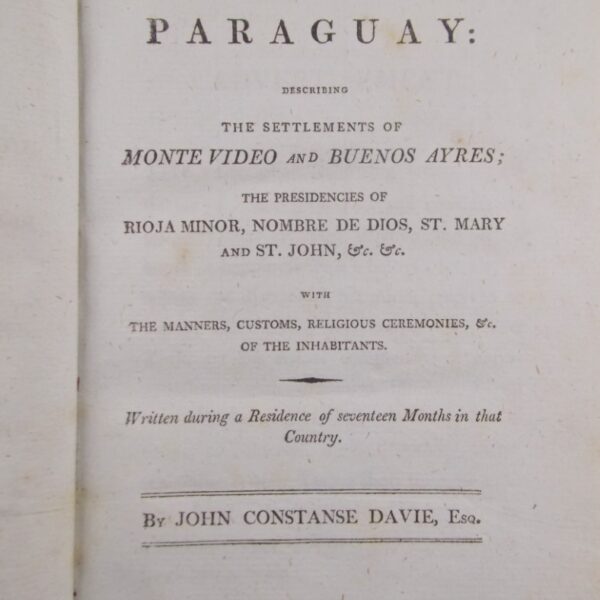 PARAGUAY:
DESCRIBING
THE SETTLEMENTS OF
MONTE VIDEO AND BUENOS AYRES;
THE PRESIDENCIES OF
RIOJA MINOR, NOMBRE DE DIOS, ST. MARY
AND ST. JOHN, &c. &c.
WITH
THE MANNERS, CUSTOMS, RELIGIOUS CEREMONIES, &c.
OF THE INHABITANTS.
Written during a Residence of seventeen Months in that
Country.
BY JOHN CONSTANSE DAVIE, ESQ.